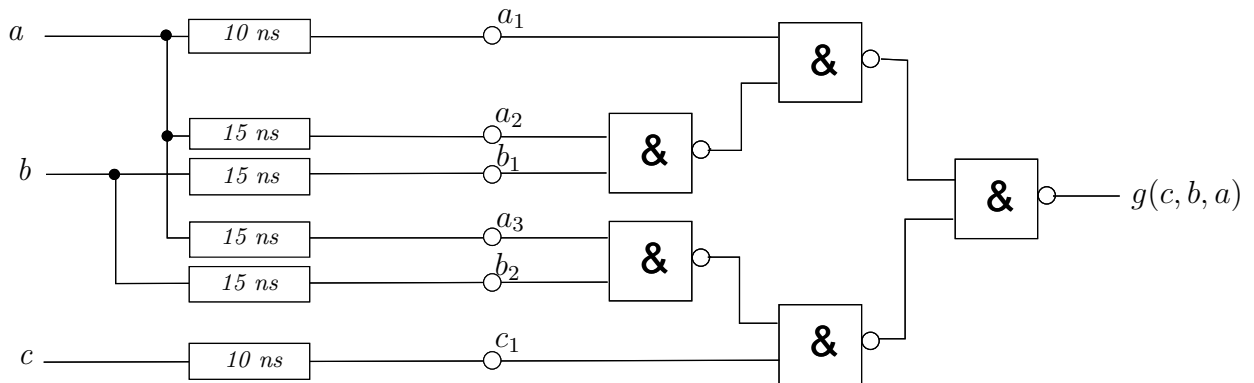 a 10 ns a₁ &
15 ns a₂ &
b 15 ns b₁
& g(c, b, a)
15 ns a₃ &
15 ns b₂
c 10 ns c₁ &